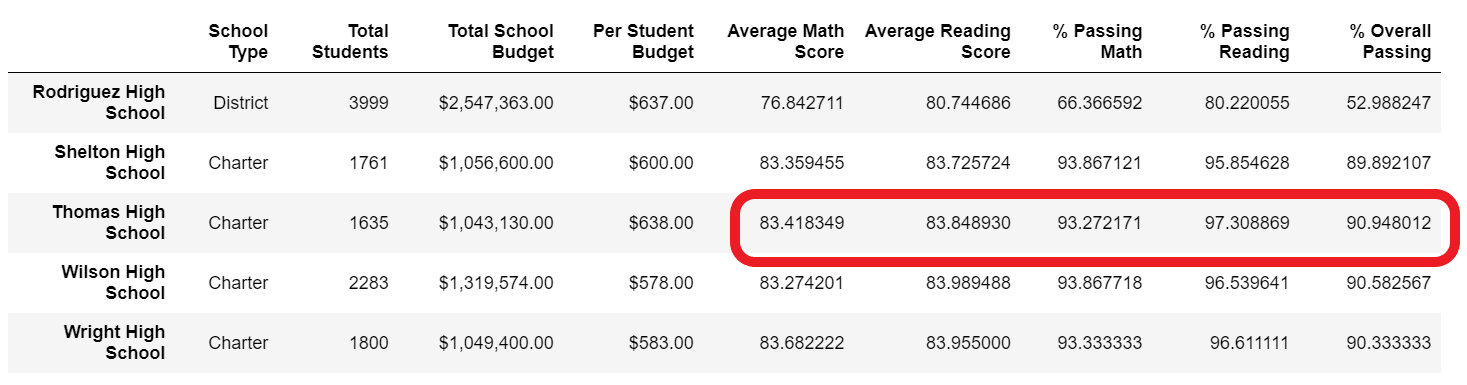 School Type Total Students Total School Budget Per Student Budget Average Math Score Average Reading Score % Passing Math % Passing Reading % Overall Passing
Rodriguez High School District 3999 $2,547,363.00 $637.00 76.842711 80.744686 66.366592 80.220055 52.988247
Shelton High School Charter 1761 $1,056,600.00 $600.00 83.359455 83.725724 93.867121 95.854628 89.892107
Thomas High School Charter 1635 $1,043,130.00 $638.00 83.418349 83.848930 93.272171 97.308869 90.948012
Wilson High School Charter 2283 $1,319,574.00 $578.00 83.274201 83.989488 93.867718 96.539641 90.582567
Wright High School Charter 1800 $1,049,400.00 $583.00 83.682222 83.955000 93.333333 96.611111 90.333333